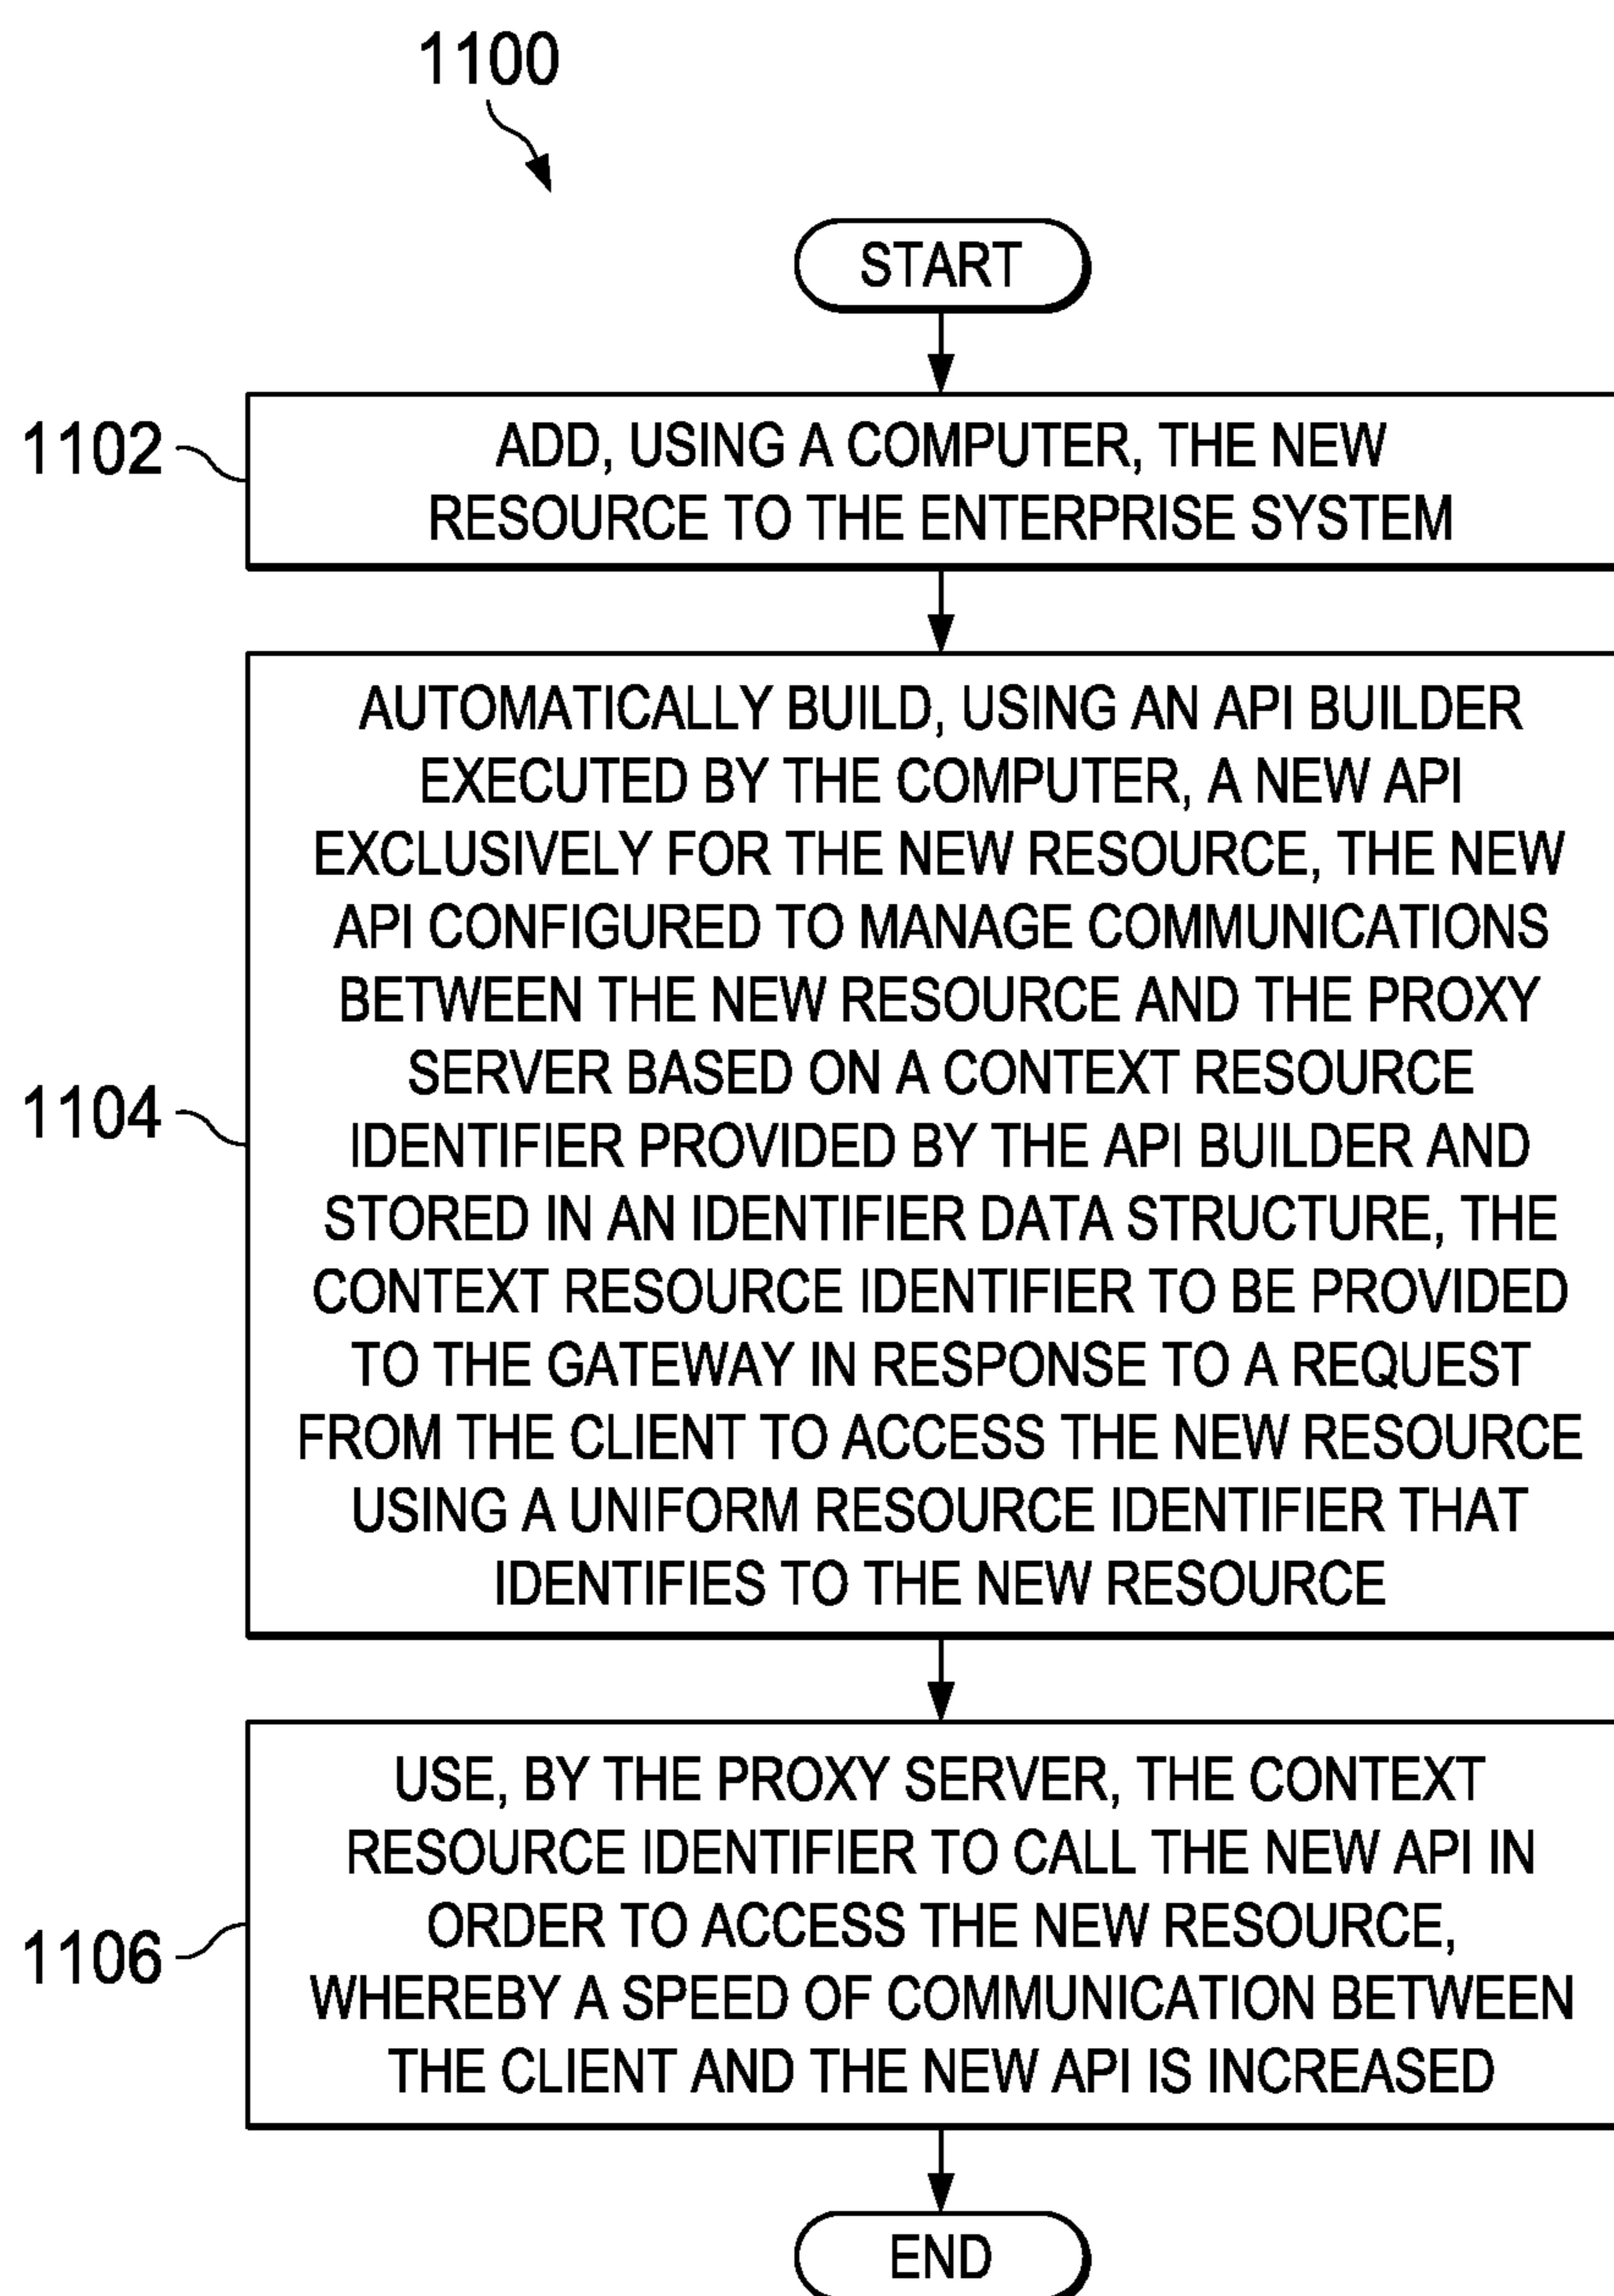 1100
START
1102
ADD, USING A COMPUTER, THE NEW
RESOURCE TO THE ENTERPRISE SYSTEM
1104
AUTOMATICALLY BUILD, USING AN API BUILDER
EXECUTED BY THE COMPUTER, A NEW API
EXCLUSIVELY FOR THE NEW RESOURCE, THE NEW
API CONFIGURED TO MANAGE COMMUNICATIONS
BETWEEN THE NEW RESOURCE AND THE PROXY
SERVER BASED ON A CONTEXT RESOURCE
IDENTIFIER PROVIDED BY THE API BUILDER AND
STORED IN AN IDENTIFIER DATA STRUCTURE, THE
CONTEXT RESOURCE IDENTIFIER TO BE PROVIDED
TO THE GATEWAY IN RESPONSE TO A REQUEST
FROM THE CLIENT TO ACCESS THE NEW RESOURCE
USING A UNIFORM RESOURCE IDENTIFIER THAT
IDENTIFIES TO THE NEW RESOURCE
1106
USE, BY THE PROXY SERVER, THE CONTEXT
RESOURCE IDENTIFIER TO CALL THE NEW API IN
ORDER TO ACCESS THE NEW RESOURCE,
WHEREBY A SPEED OF COMMUNICATION BETWEEN
THE CLIENT AND THE NEW API IS INCREASED
END